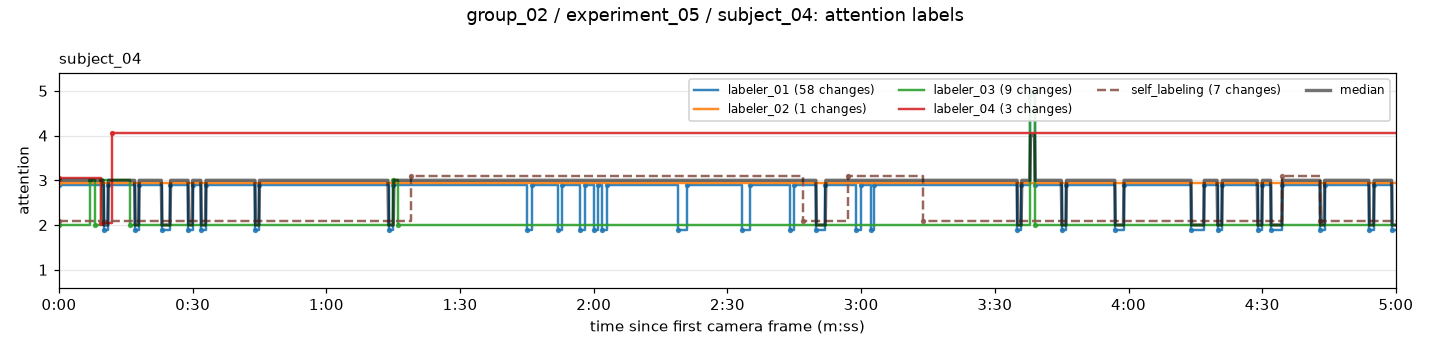 group_02 / experiment_05 / subject_04: attention labels
subject_04
labeler_01 (58 changes)
labeler_02 (1 changes)
labeler_03 (9 changes)
labeler_04 (3 changes)
self_labeling (7 changes)
median
attention
5
4
3
2
1
0:00 0:30 1:00 1:30 2:00 2:30 3:00 3:30 4:00 4:30 5:00
time since first camera frame (m:ss)